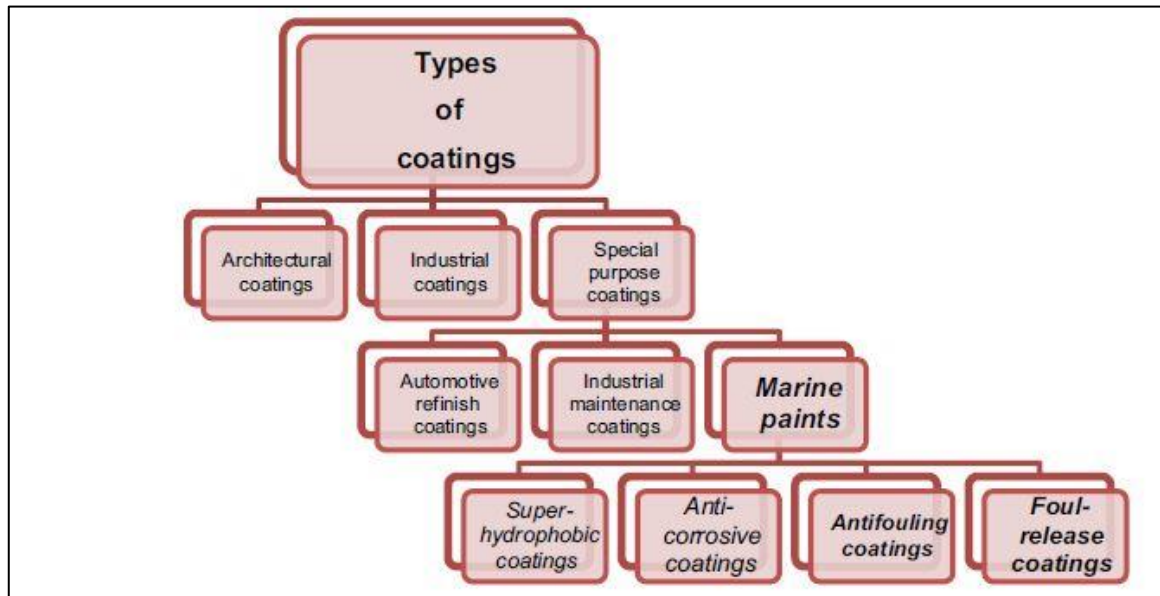 Types
of
coatings
Architectural
coatings
Industrial
coatings
Special
purpose
coatings
Automotive
refinish
coatings
Industrial
maintenance
coatings
Marine
paints
Super-
hydrophobic
coatings
Anti-
corrosive
coatings
Antifouling
coatings
Foul-
release
coatings